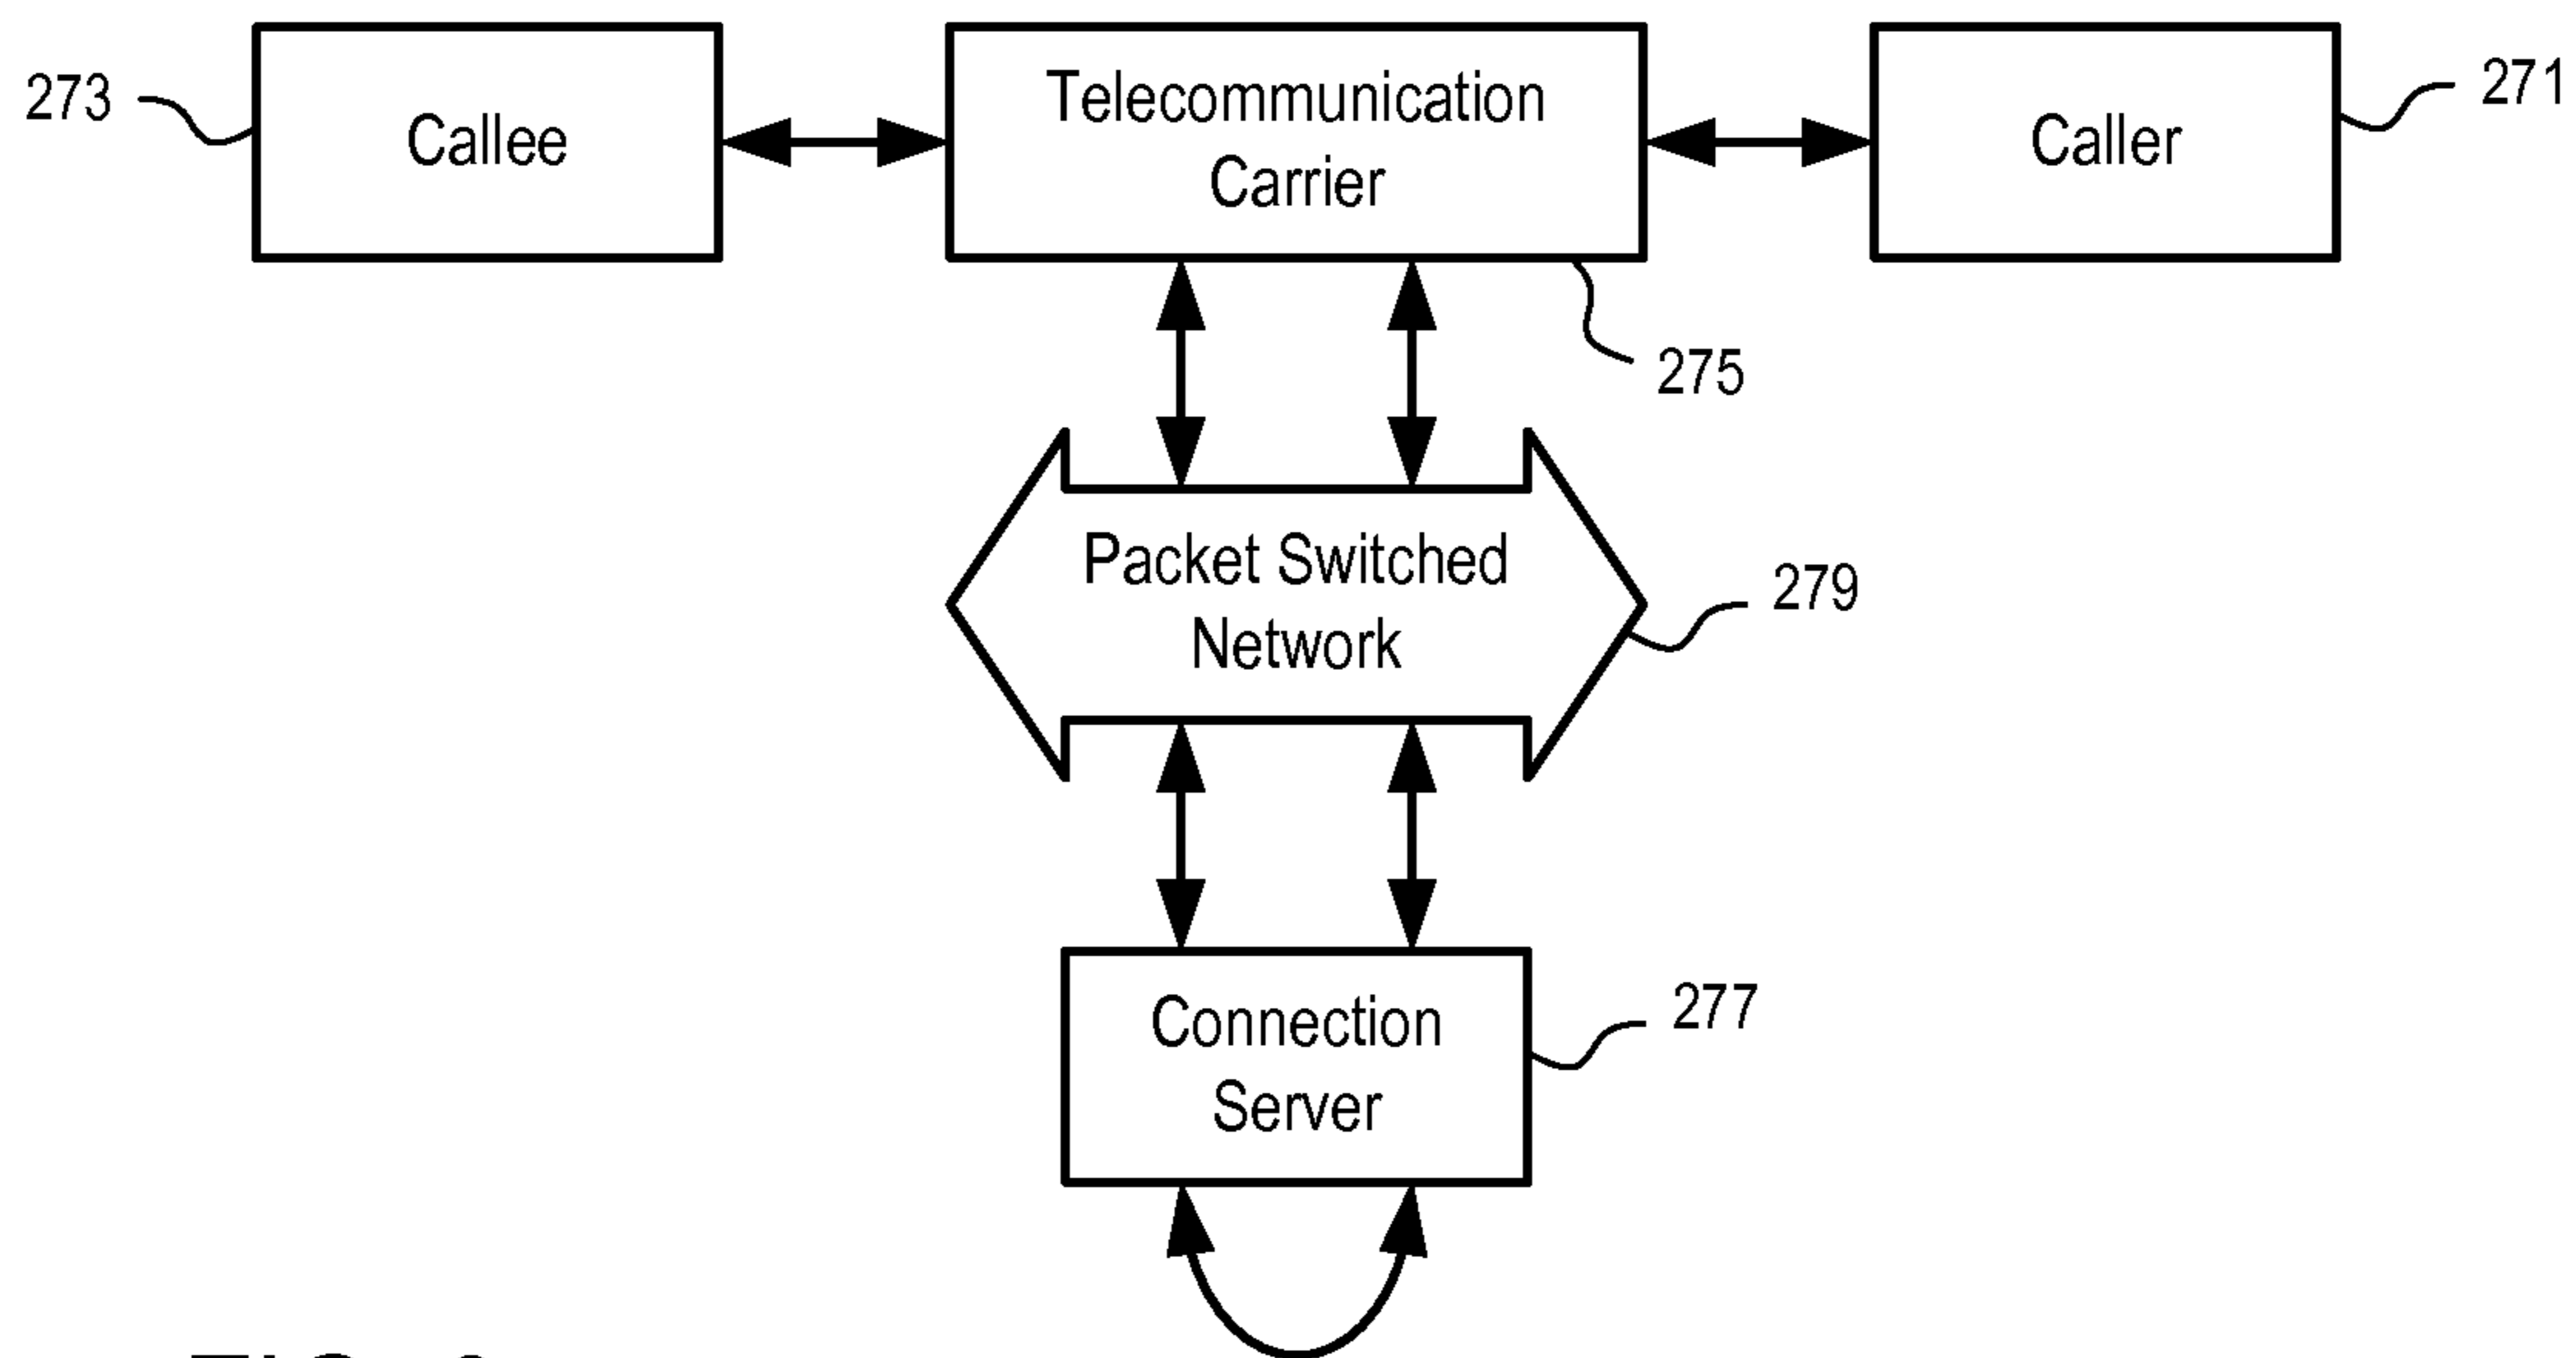 273
Callee
Telecommunication
Carrier
Caller
271
275
Packet Switched
Network
279
Connection
Server
277